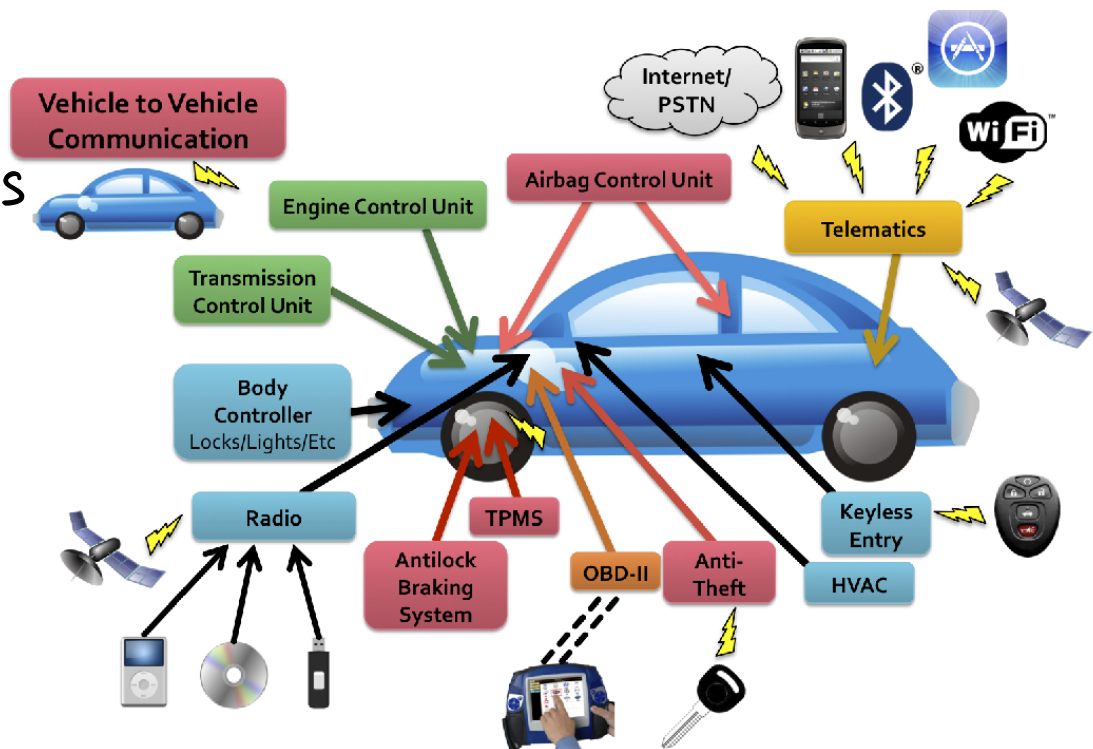 Internet/
PSTN
®
Wi Fi™
Vehicle to Vehicle
Communication
s
Airbag Control Unit
Engine Control Unit
Telematics
Transmission
Control Unit
Body
Controller
Locks/Lights/Etc
Radio
TPMS
Keyless
Entry
Antilock
Braking
System
OBD-II
Anti-
Theft
HVAC